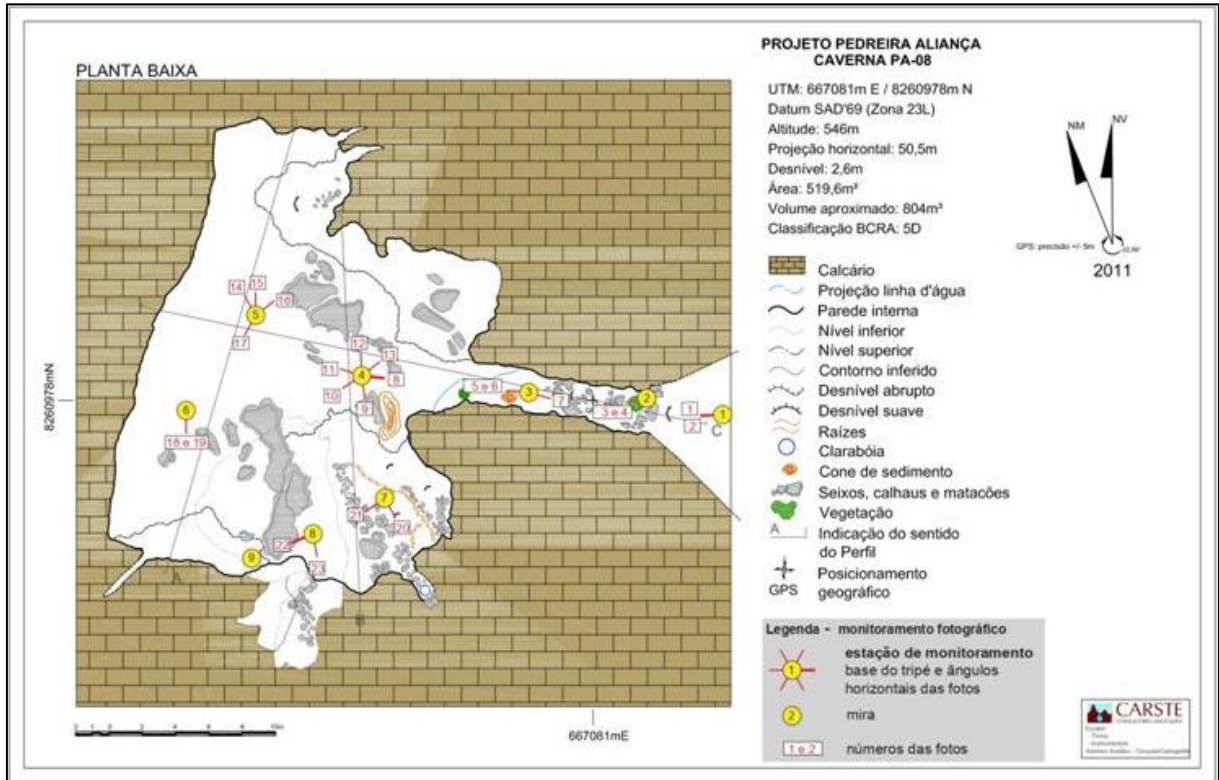 PLANTA BAIXA
PROJETO PEDREIRA ALIANÇA
CAVERNA PA-08
UTM: 667081m E / 8260978m N
Datum SAD'69 (Zona 23L)
Altitude: 546m
Projeção horizontal: 50,5m
Desnível: 2,6m
Área: 519,6m²
Volume aproximado: 804m³
Classificação BCRA: 5D
NM
NV
GPS: precisão +/- 5m
2011
Calcário
Projeção linha d'água
Parede interna
Nível inferior
Nível superior
Contorno inferido
Desnível abrupto
Desnível suave
Raízes
Clarabóia
Cone de sedimento
Seixos, calhaus e matacões
Vegetação
A
Indicação do sentido
do Perfil
GPS
Posicionamento
geográfico
Legenda - monitoramento fotográfico
1
estação de monitoramento
base do tripé e ângulos
horizontais das fotos
2
mira
1 e 2
números das fotos
CARSTE
14
15
16
5
17
12
13
11
4
8
10
9
5 e 6
3
7
3 e 4
2
1
1
2
C
6
18 e 19
7
21
20
8
22
23
9
A
B
8260978mN
667081mE